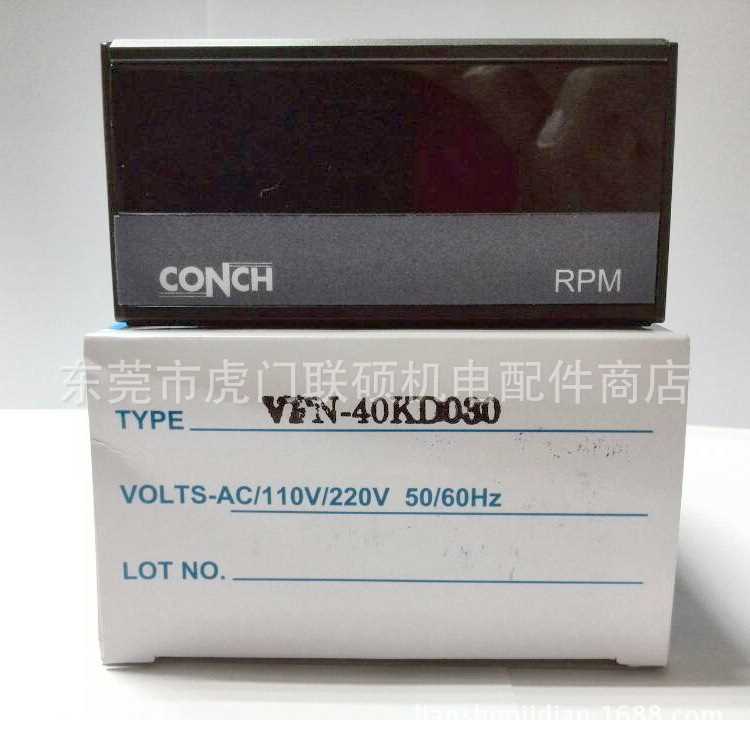 CONCH
RPM
东莞市虎门联硕机电配件商店
TYPE VFN-40KD030
VOLTS-AC/110V/220V 50/60Hz
LOT NO.